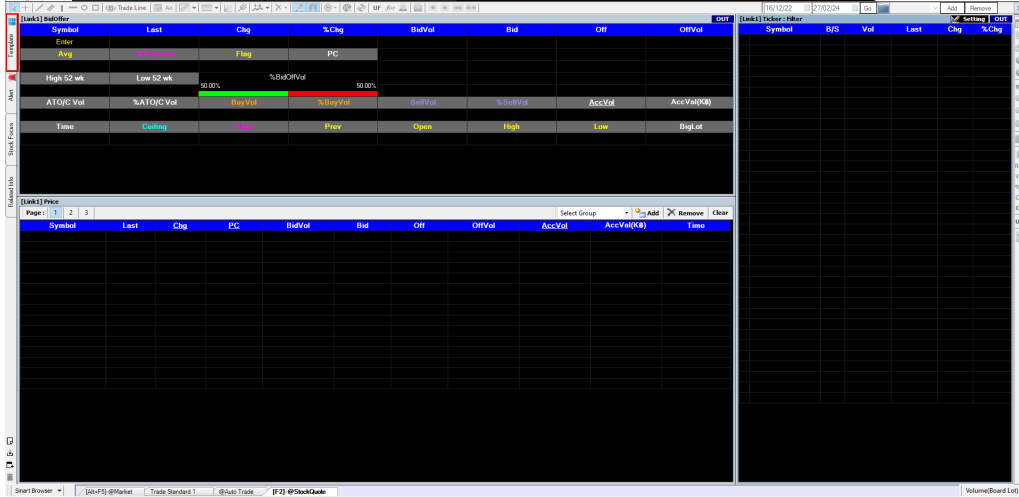 Trade Line UF 16/12/22 27/02/24 Go Add Remove
[Link1] BidOffer OUT
[Link1] Ticker : Filter Setting OUT
Template
Alert
Stock Focus
Related Info
Symbol Last Chg %Chg BidVol Bid Off OffVol
Symbol B/S Vol Last Chg %Chg
Enter
Avg Flag PC
High 52 wk Low 52 wk %BidOffVol
50.00% 50.00%
ATO/C Vol %ATO/C Vol BuyVol %BuyVol SellVol %SellVol AccVol AccVal(K฿)
Time Ceiling Prev Open High Low BigLot
[Link1] Price
Page : 1 2 3 Select Group Add Remove Clear
Symbol Last Chg PC BidVol Bid Off OffVol AccVol AccVal(K฿) Time
Smart Browser [Alt+F5]-@Market Trade Standard 1 @Auto Trade [F2]-@StockQuote Volume(Board Lot)